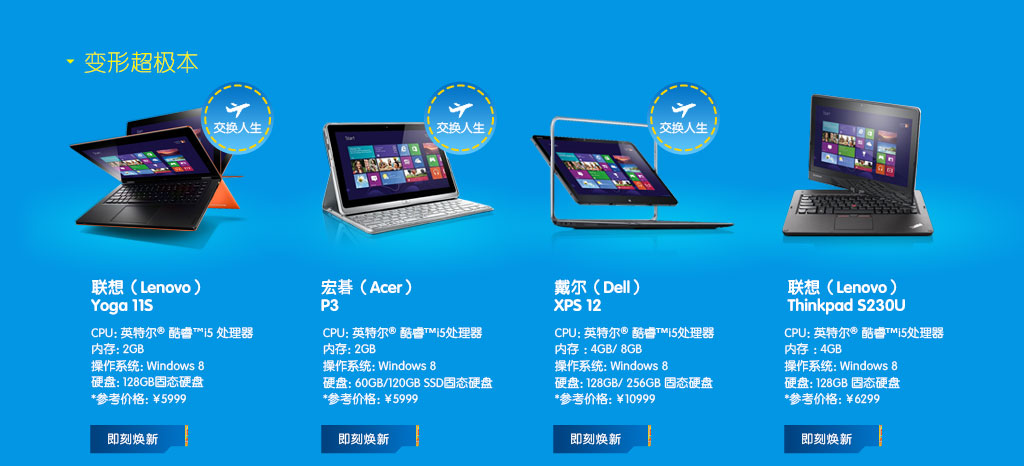 变形超极本
交换人生
交换人生
交换人生
联想（Lenovo）
Yoga 11S
CPU: 英特尔® 酷睿™i5 处理器
内存: 2GB
操作系统: Windows 8
硬盘: 128GB固态硬盘
*参考价格: ¥5999
即刻焕新
宏碁（Acer）
P3
CPU: 英特尔® 酷睿™i5处理器
内存: 2GB
操作系统: Windows 8
硬盘: 60GB/120GB SSD固态硬盘
*参考价格: ¥5999
即刻焕新
戴尔（Dell）
XPS 12
CPU: 英特尔® 酷睿™i5处理器
内存 : 4GB/ 8GB
操作系统: Windows 8
硬盘: 128GB/ 256GB 固态硬盘
*参考价格: ¥10999
即刻焕新
联想（Lenovo）
Thinkpad S230U
CPU: 英特尔® 酷睿™i5处理器
内存 : 4GB
操作系统: Windows 8
硬盘: 128GB 固态硬盘
*参考价格: ¥6299
即刻焕新